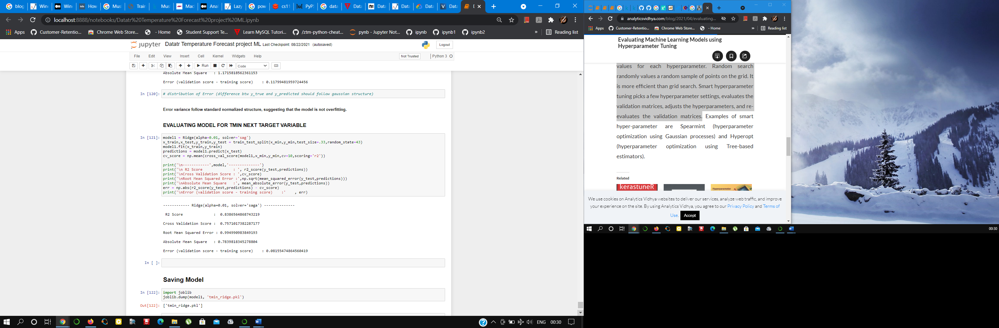 blog
Wind
Wind
How
Musi
Train
Musi
Mac
Anal
Lazy
pow
cs11
PyPS
data
Data
Data
Data
Data
Data
localhost:8888/notebooks/Datatr%20Temperature%20Forecast%20project%20ML.ipynb
Apps
Customer-Retentio...
Chrome Web Store...
- Home
Student Support Te...
Learn MySQL Tutori...
/ztm-python-cheat...
pynb - Jupyter Not...
ipynb
ipynb1
ipynb2
»
Reading list
jupyter Datatr Temperature Forecast project ML Last Checkpoint: 08/22/2021 (autosaved)
Logout
File Edit View Insert Cell Kernel Widgets Help
Not Trusted
Python 3
Run
Code
Absolute Mean Square   : 1.1715818562361153
Error (validation score - training score)    : 0.11799481959724456
In [120]: # distribution of Error (difference btw y_true and y_predicted should follow gaussian structure)
Error variance follow standard normalized structure, suggesting that the model is not overfitting.
EVALUATING MODEL FOR TMIN NEXT TARGET VARIABLE
In [121]: model1 = Ridge(alpha=0.01, solver='sag')
x_train,x_test,y_train,y_test = train_test_split(x_min,y_min,test_size=.33,random_state=43)
model1.fit(x_train,y_train)
predictions = model1.predict(x_test)
cv_score = np.mean(cross_val_score(model1,x_min,y_min,cv=10,scoring='r2'))
print('\n------------',model,'--------------')
print('\n R2 Score              : ', r2_score(y_test,predictions))
print('\nCross Validation Score : ',cv_score)
print('\nRoot Mean Squared Error :',np.sqrt(mean_squared_error(y_test,predictions)))
print('\nAbsolute Mean Square   :', mean_absolute_error(y_test,predictions))
err = np.abs(r2_score(y_test,predictions) - cv_score)
print('\nError (validation score - training score)    :'    , err)
------------ Ridge(alpha=0.01, solver='saga') --------------
R2 Score              :  0.8386564868743219
Cross Validation Score :  0.7571017382287177
Root Mean Squared Error : 0.994990983849193
Absolute Mean Square   : 0.7839818345278804
Error (validation score - training score)    : 0.08155474864560419
In [ ]:
Saving Model
In [122]: import joblib
joblib.dump(model1, 'tmin_ridge.pkl')
Out[122]: ['tmin_ridge.pkl']
ENG
00:30
analyticsvidhya.com/blog/2021/04/evaluating...
Apps
Customer-Retentio...
Chrome Web Store...
- Home
»
Reading list
Evaluating Machine Learning Models using
Hyperparameter Tuning
values for each hyperparameter. Random search
randomly values a random sample of points on the grid. It
is more efficient than grid search. Smart hyperparameter
tuning picks a few hyperparameter settings, evaluates the
validation matrices, adjusts the hyperparameters, and re-
evaluates the validation matrices. Examples of smart
hyper-parameter are Spearmint (hyperparameter
optimization using Gaussian processes) and Hyperopt
(hyperparameter optimization using Tree-based
estimators).
Related
kerastuneR
Hyperparameter
We use cookies on Analytics Vidhya websites to deliver our services, analyze web traffic, and improve
your experience on the site. By using Analytics Vidhya, you agree to our Privacy Policy and Terms of
Use. Accept
00:30